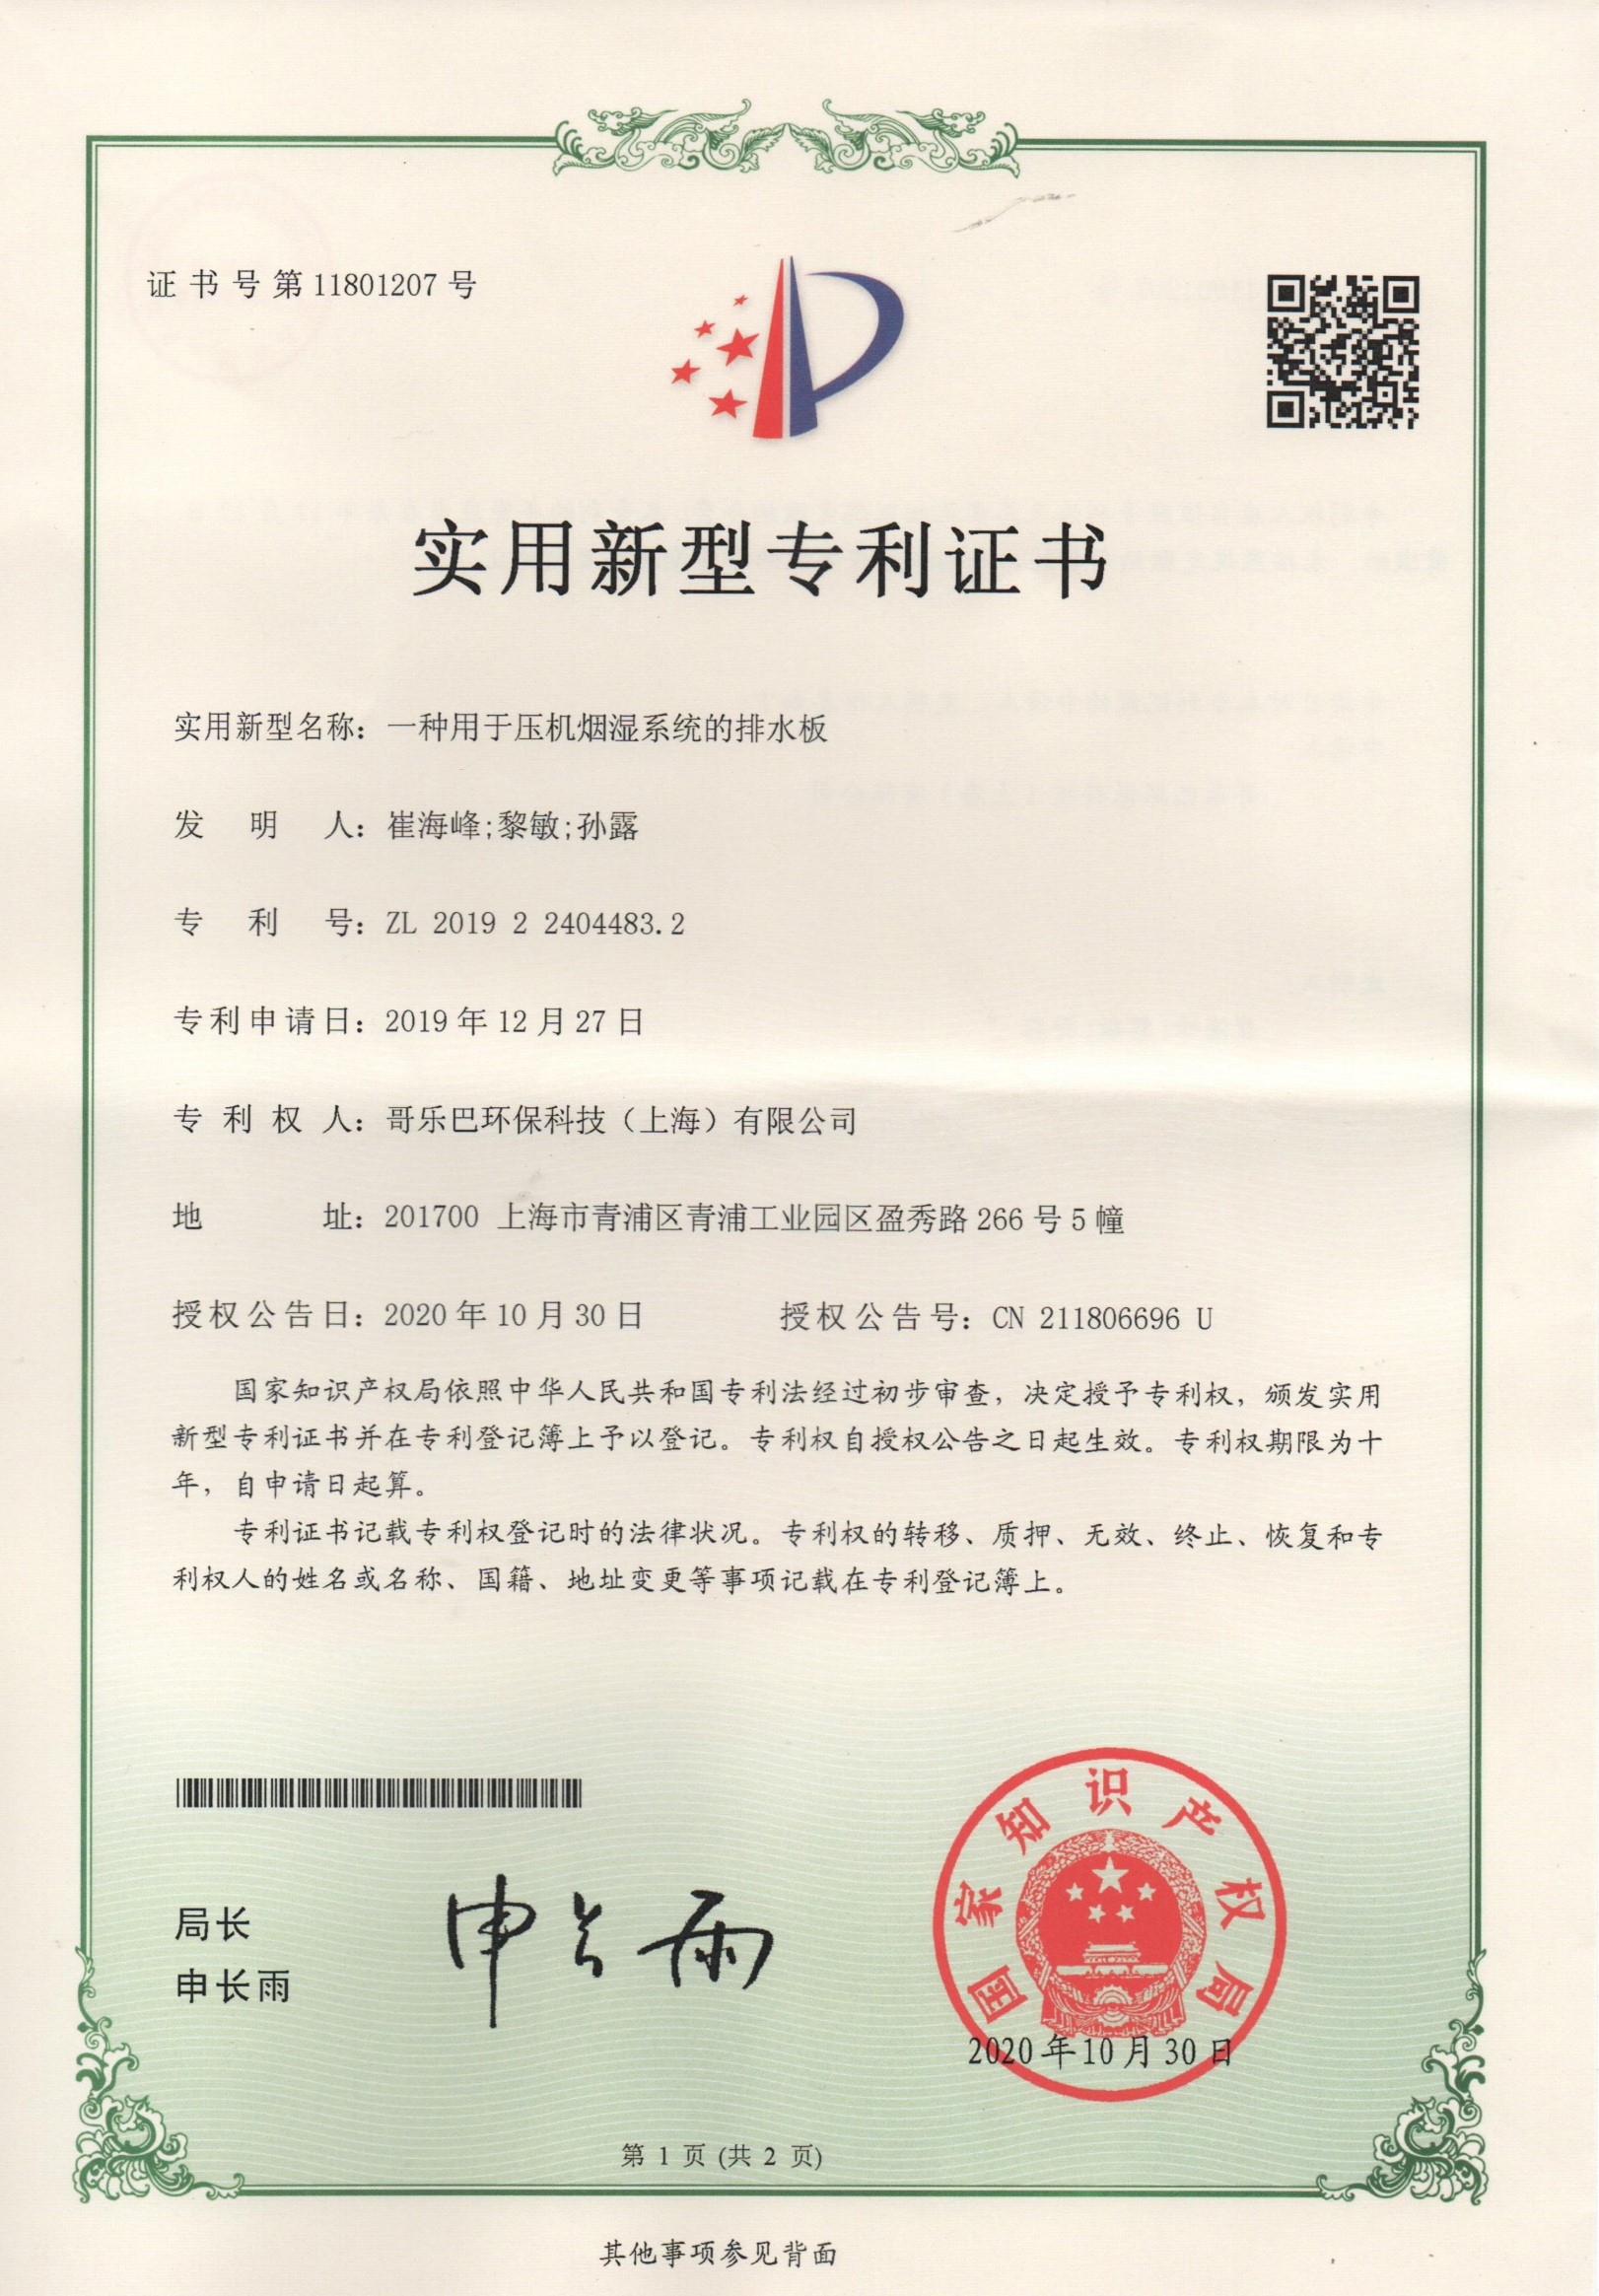 证书号第11801207号
实用新型专利证书
实用新型名称：一种用于压机烟湿系统的排水板
发明人：崔海峰;黎敏;孙露
专利号：ZL 2019 2 2404483.2
专利申请日：2019年12月27日
专利权人：哥乐巴环保科技（上海）有限公司
地址：201700 上海市青浦区青浦工业园区盈秀路266号5幢
授权公告日：2020年10月30日 授权公告号：CN 211806696 U
国家知识产权局依照中华人民共和国专利法经过初步审查，决定授予专利权，颁发实用
新型专利证书并在专利登记簿上予以登记。专利权自授权公告之日起生效。专利权期限为十
年，自申请日起算。
专利证书记载专利权登记时的法律状况。专利权的转移、质押、无效、终止、恢复和专
利权人的姓名或名称、国籍、地址变更等事项记载在专利登记簿上。
局长
申长雨
申长雨
国家知识产权局
2020年10月30日
第 1 页 (共 2 页)
其他事项参见背面